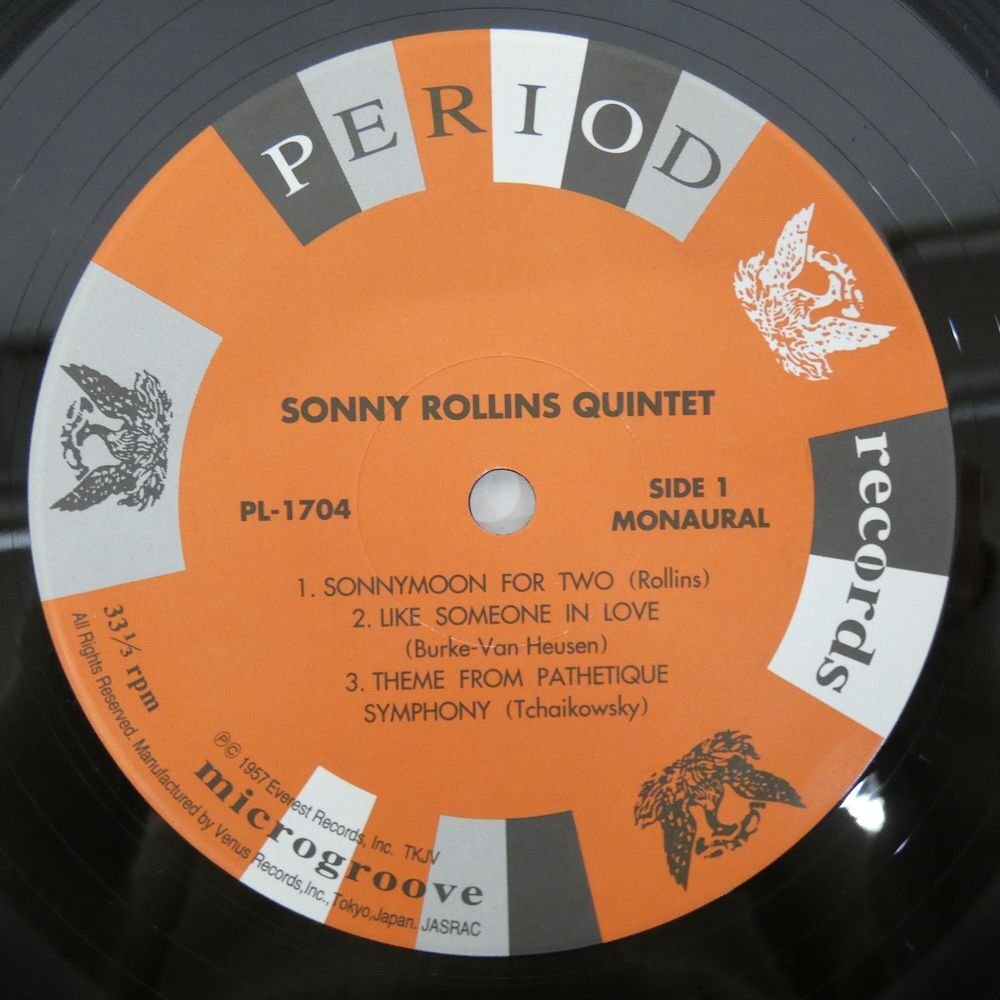 PERIOD
records
SONNY ROLLINS QUINTET
PL-1704
SIDE 1
MONAURAL
1. SONNYMOON FOR TWO (Rollins)
2. LIKE SOMEONE IN LOVE
(Burke-Van Heusen)
3. THEME FROM PATHETIQUE
SYMPHONY (Tchaikowsky)
33 1/3 rpm
microgroove
℗© 1957 Everest Records, Inc. TKJV
All Rights Reserved. Manufactured by Venus Records,Inc.,Tokyo,Japan. JASRAC